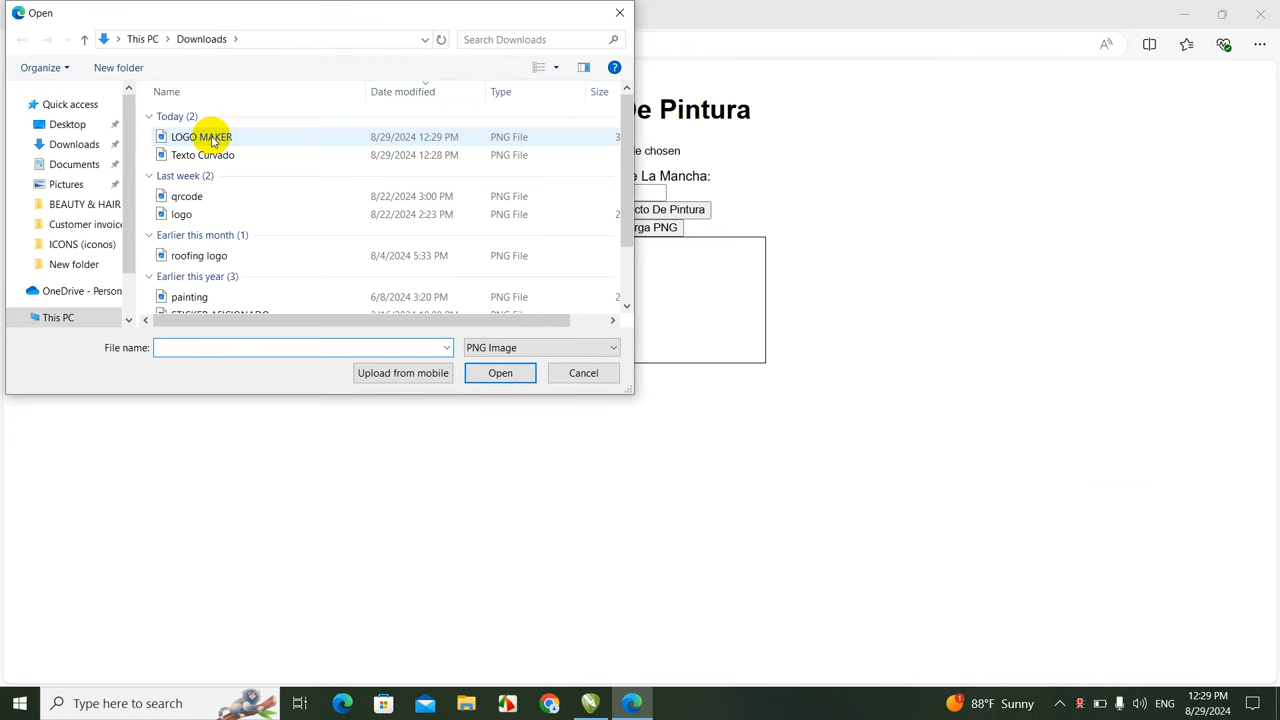 Open
This PC > Downloads >
Search Downloads
Organize
New folder
Name
Date modified
Type
Size
Today (2)
LOGO MAKER 8/29/2024 12:29 PM PNG File 3
Texto Curvado 8/29/2024 12:28 PM PNG File
Last week (2)
qrcode 8/22/2024 3:00 PM PNG File
logo 8/22/2024 2:23 PM PNG File 2
Earlier this month (1)
roofing logo 8/4/2024 5:33 PM PNG File
Earlier this year (3)
painting 6/8/2024 3:20 PM PNG File 2
Quick access
Desktop
Downloads
Documents
Pictures
BEAUTY & HAIR
Customer invoice
ICONS (iconos)
New folder
OneDrive - Person
This PC
File name:
PNG Image
Upload from mobile
Open
Cancel
De Pintura
le chosen
e La Mancha:
cto De Pintura
rga PNG
Type here to search
88°F Sunny
ENG
12:29 PM
8/29/2024